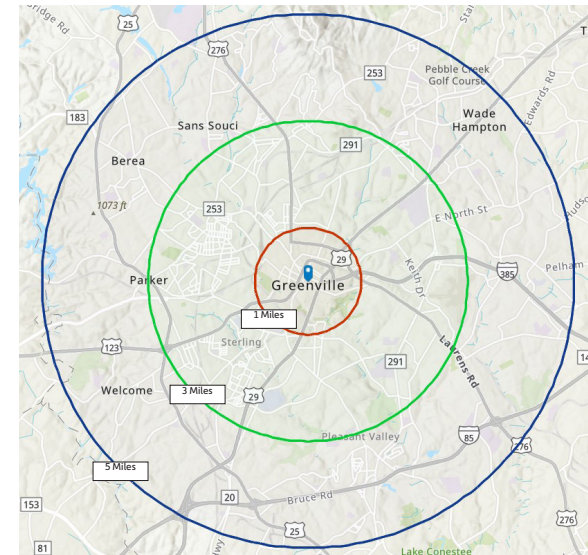 bridge Rd
25
276
253
Pebble Creek
Golf Course
183
Sans Souci
Wade
Hampton
Edwards Rd
291
Berea
1073 ft
253
E North St
29
Keith Dr
385
Pelham
Parker
Greenville
1 Miles
Sterling
123
Laurens Rd
291
Welcome
3 Miles
29
Pleasant Valley
85
276
5 Miles
20
Bruce Rd
153
25
276
81
Lake Conestee